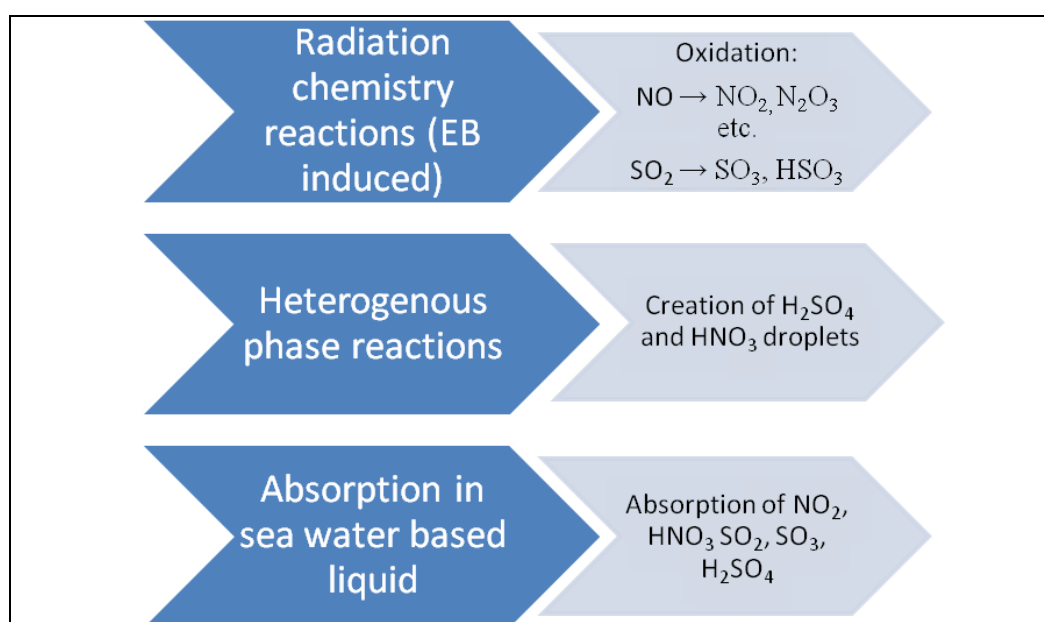 Radiation
chemistry
reactions (EB
induced)
Oxidation:
NO → NO₂, N₂O₃
etc.
SO₂ → SO₃, HSO₃
Heterogenous
phase reactions
Creation of H₂SO₄
and HNO₃ droplets
Absorption in
sea water based
liquid
Absorption of NO₂,
HNO₃ SO₂, SO₃,
H₂SO₄